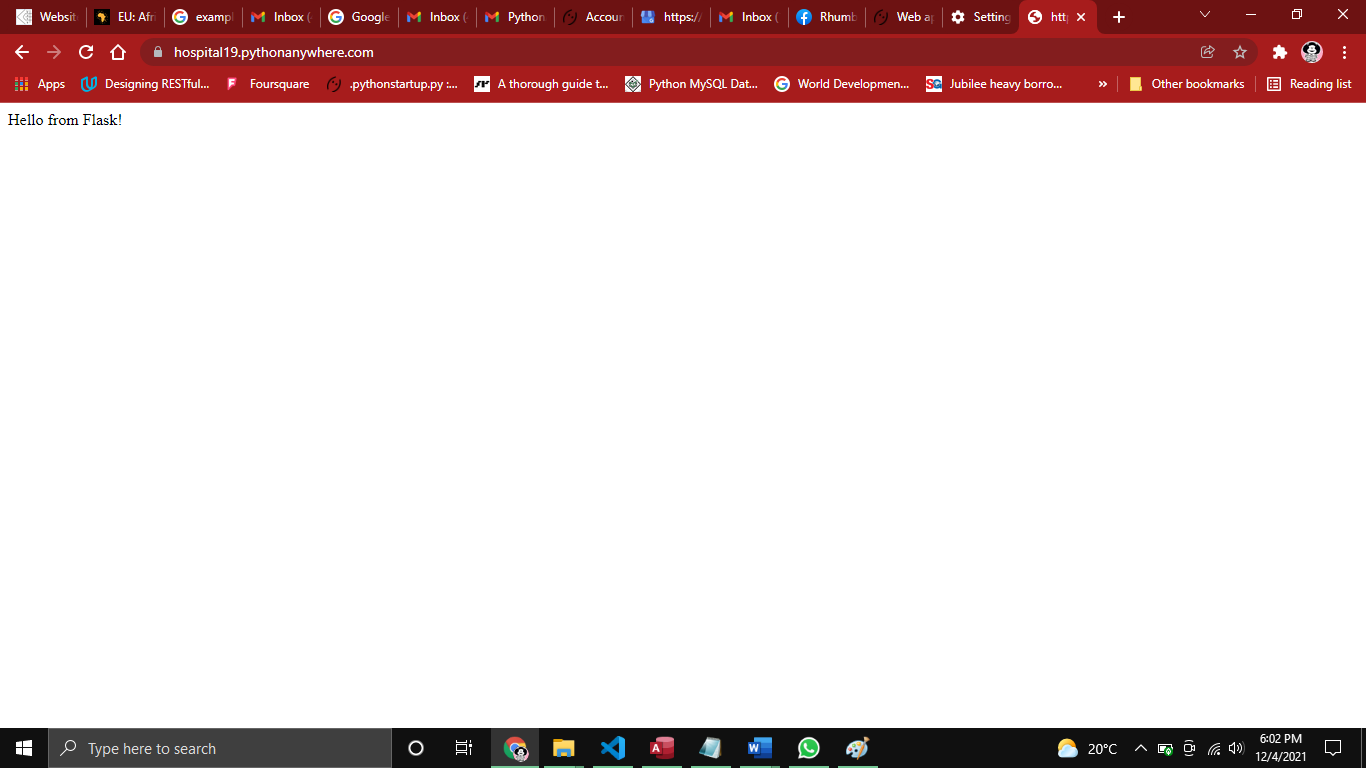 Websit EU: Afr exampl Inbox ( Google Inbox ( Python Accoun https:// Inbox ( Rhumb Web ap Setting htt
hospital19.pythonanywhere.com
Apps Designing RESTful... Foursquare .pythonstartup.py :... A thorough guide t... Python MySQL Dat... World Developmen... Jubilee heavy borro... » Other bookmarks Reading list
Hello from Flask!
Type here to search
20°C
6:02 PM
12/4/2021